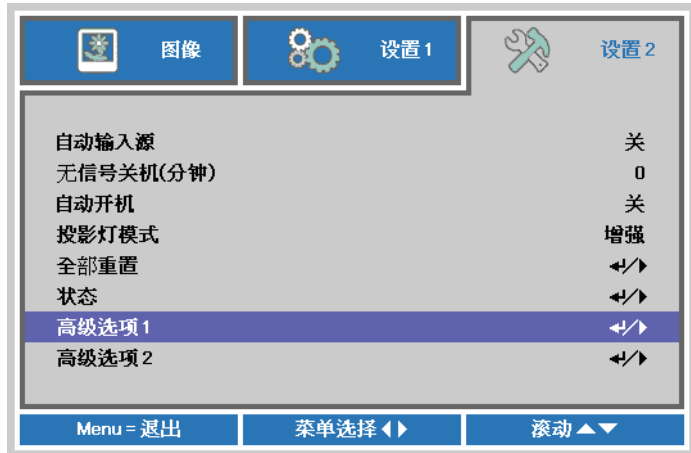 图像 设置1 设置2
自动输入源 关
无信号关机(分钟) 0
自动开机 关
投影灯模式 增强
全部重置 ↵/▶
状态 ↵/▶
高级选项1 ↵/▶
高级选项2 ↵/▶
Menu = 退出 菜单选择◀▶ 滚动▲▼